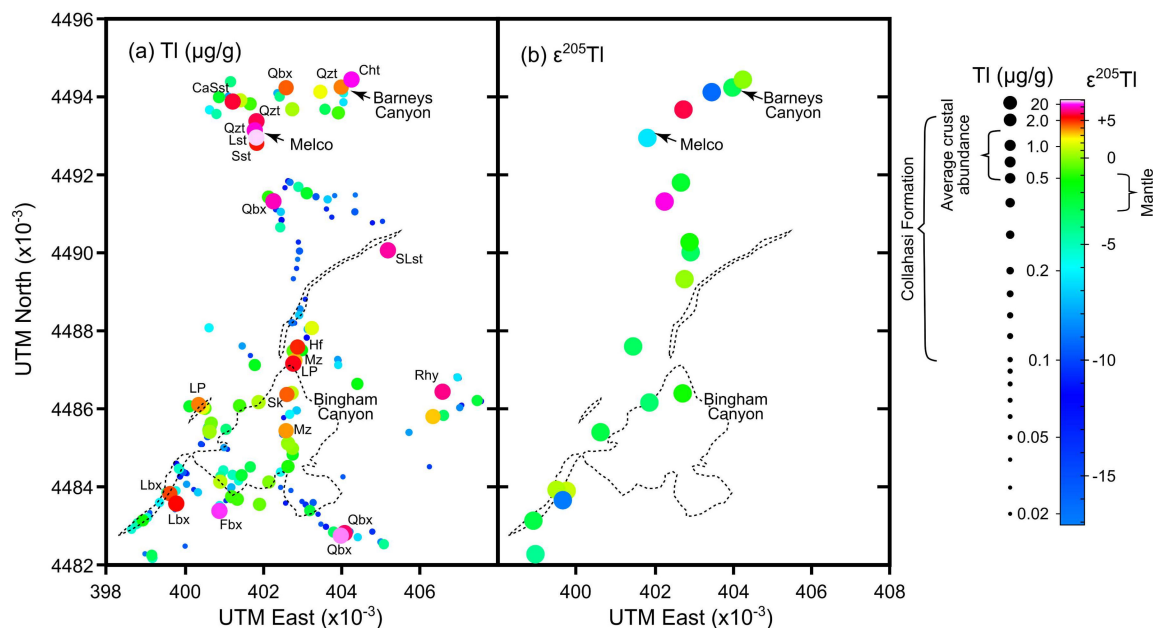 (a) Tl (µg/g)
(b) ε²⁰⁵Tl
4496
4494
4492
4490
4488
4486
4484
4482
UTM North (x10⁻³)
Qbx
Qzt
Cht
CaSst
Barneys
Canyon
Qzt
Qzt
Lst
Melco
Sst
Qbx
SLst
Hf
Mz
LP
Rhy
LP
Sk
Bingham
Canyon
Mz
Lbx
Lbx
Fbx
Qbx
Qbx
398
400
402
404
406
UTM East (x10⁻³)
Barneys
Canyon
Melco
Bingham
Canyon
400
402
404
406
408
UTM East (x10⁻³)
Tl (µg/g)
ε²⁰⁵Tl
20
2.0
1.0
0.5
0.2
0.1
0.05
0.02
+5
0
-5
-10
-15
Collahasi Formation
Average crustal
abundance
Mantle